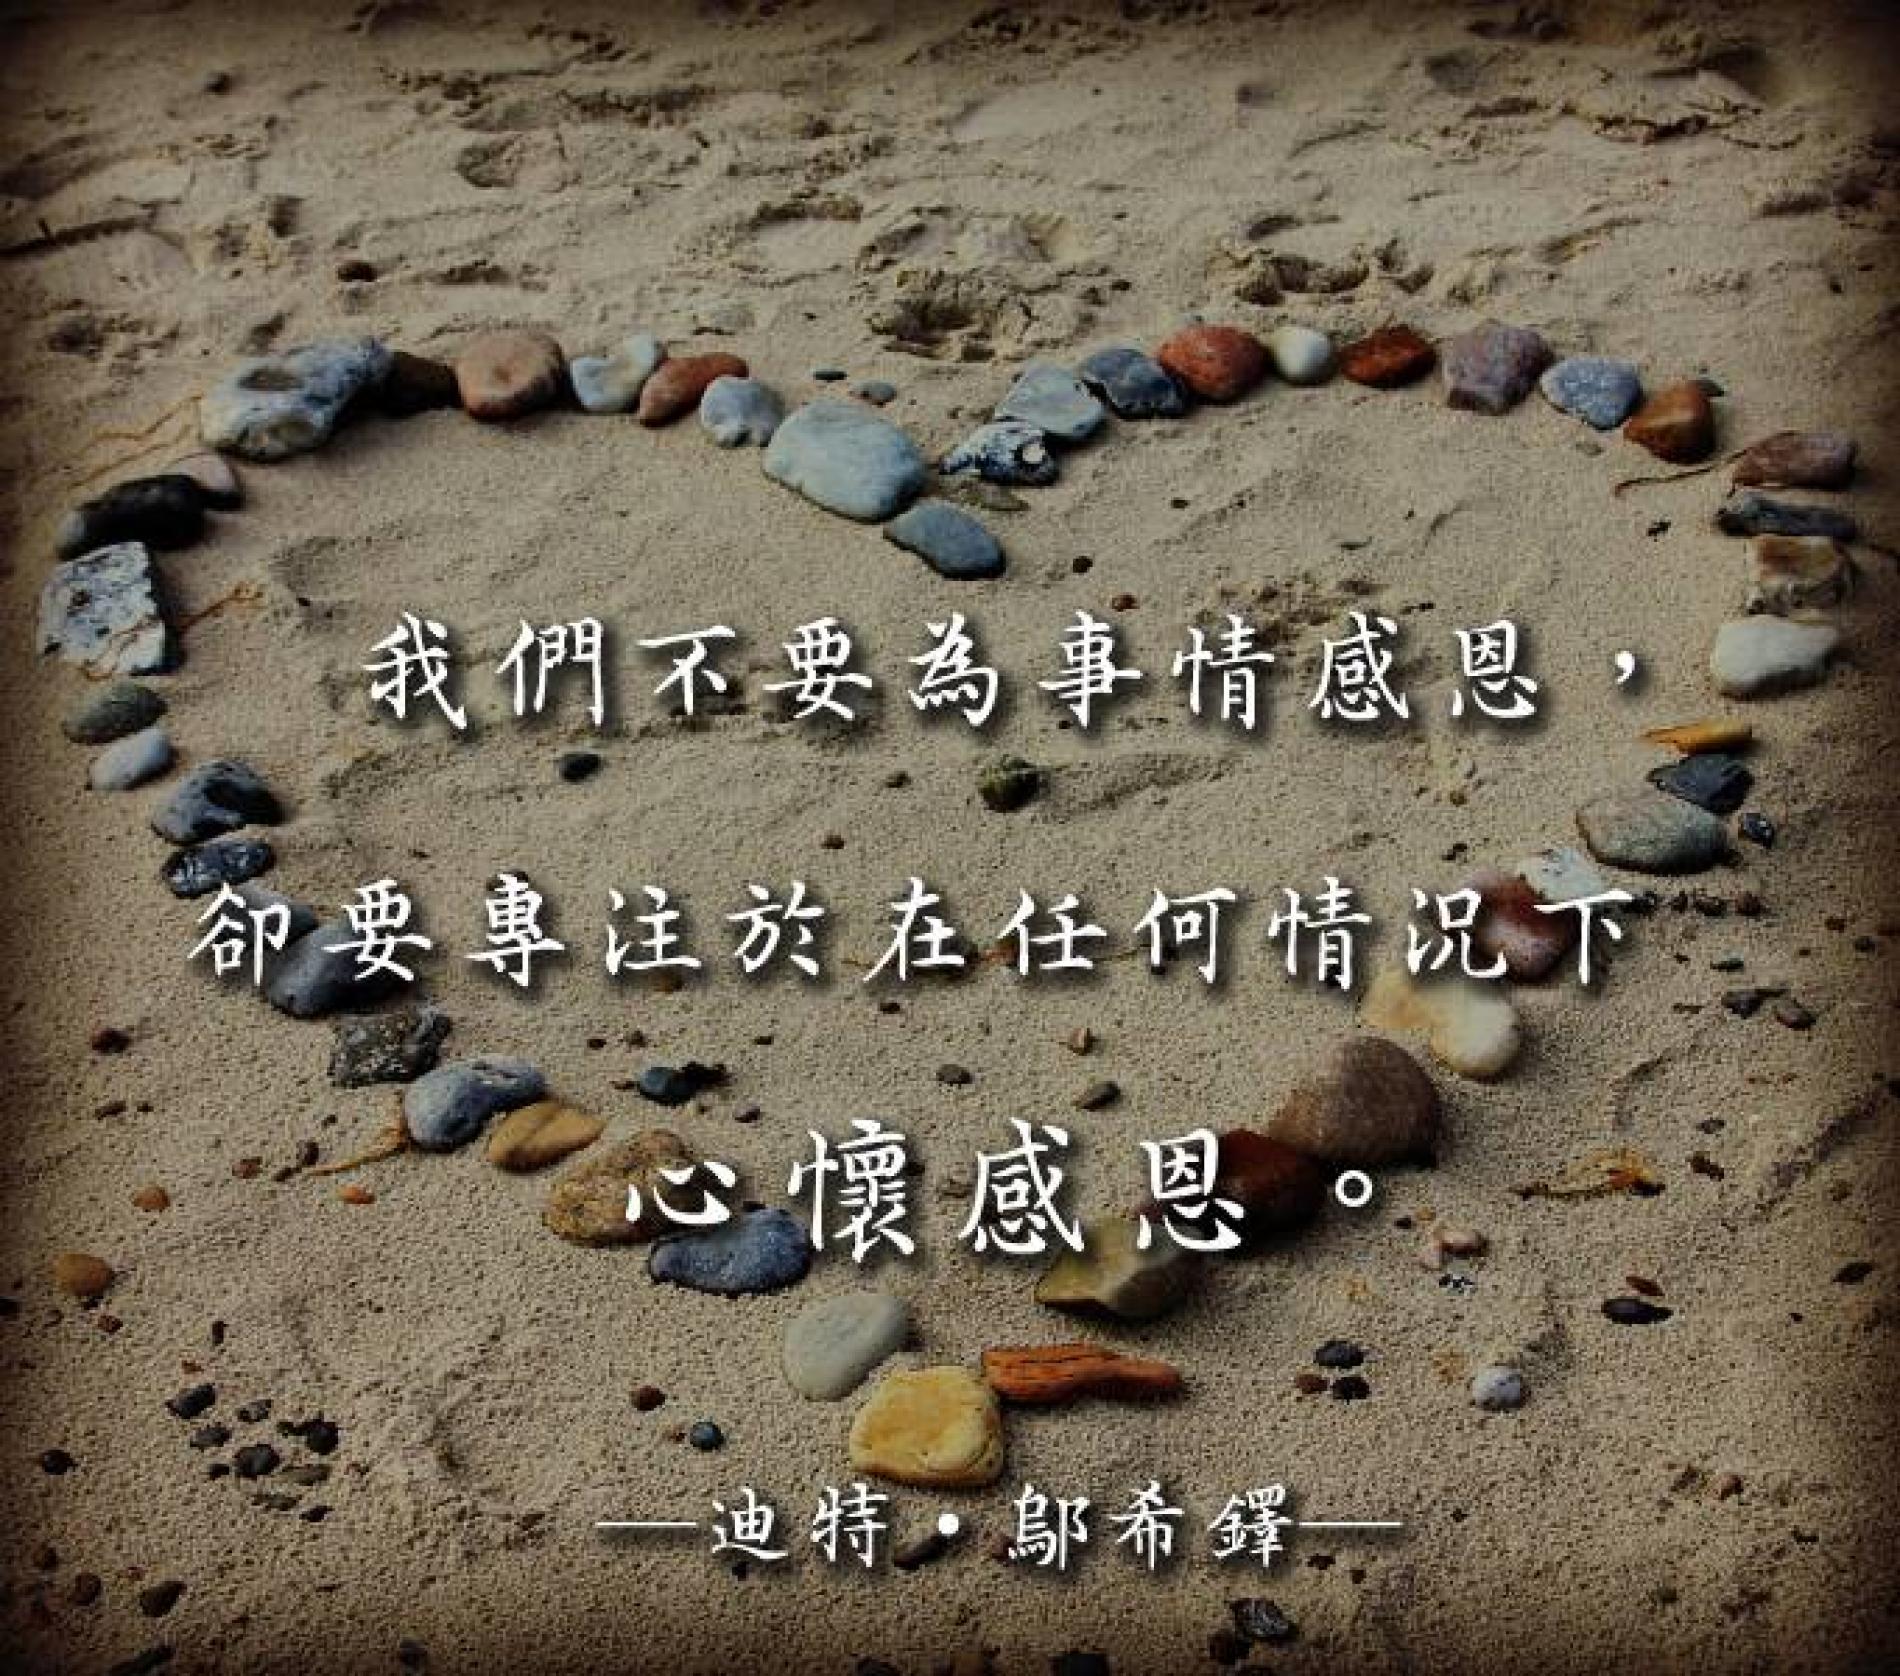 我們不要為事情感恩，
卻要專注於在任何情況下
心懷感恩。
—迪特·鄔希鐸—